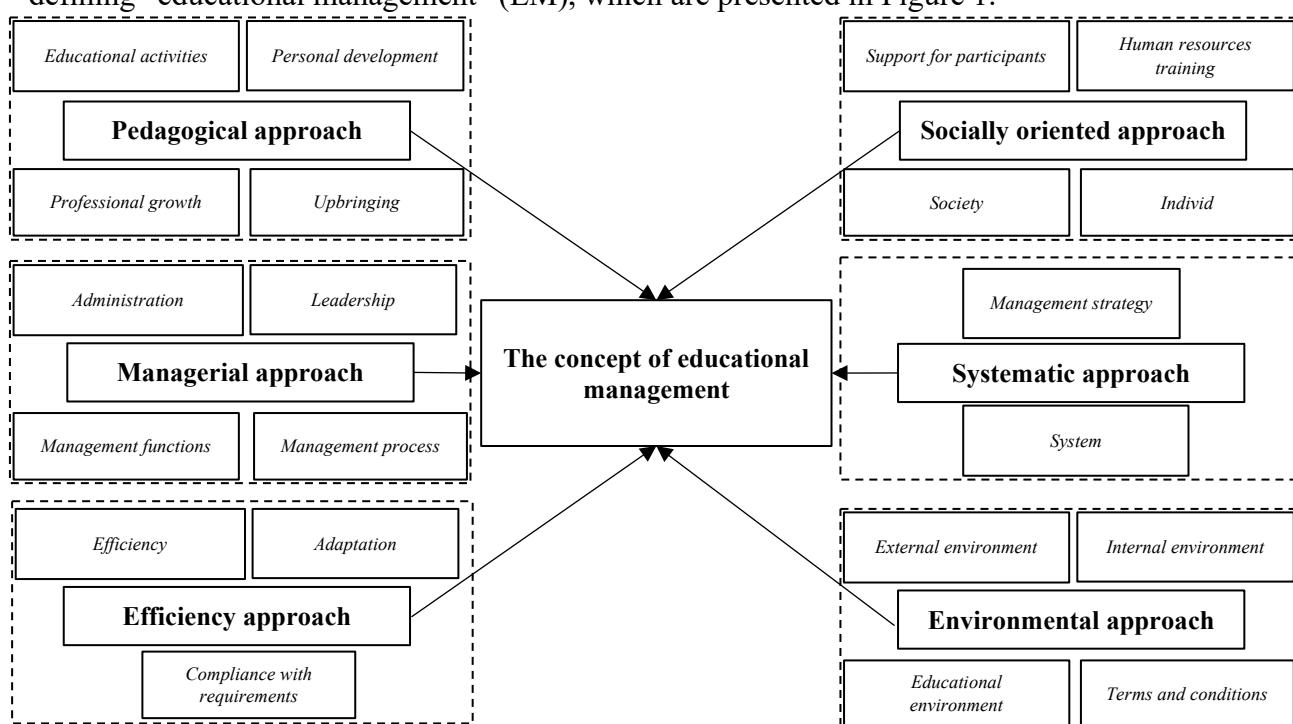 defining "educational management" (EM), which are presented in Figure 1.
Educational activities
Personal development
Pedagogical approach
Professional growth
Upbringing
Administration
Leadership
Managerial approach
Management functions
Management process
Efficiency
Adaptation
Efficiency approach
Compliance with
requirements
The concept of educational
management
Support for participants
Human resources
training
Socially oriented approach
Society
Individ
Management strategy
Systematic approach
System
External environment
Internal environment
Environmental approach
Educational
environment
Terms and conditions